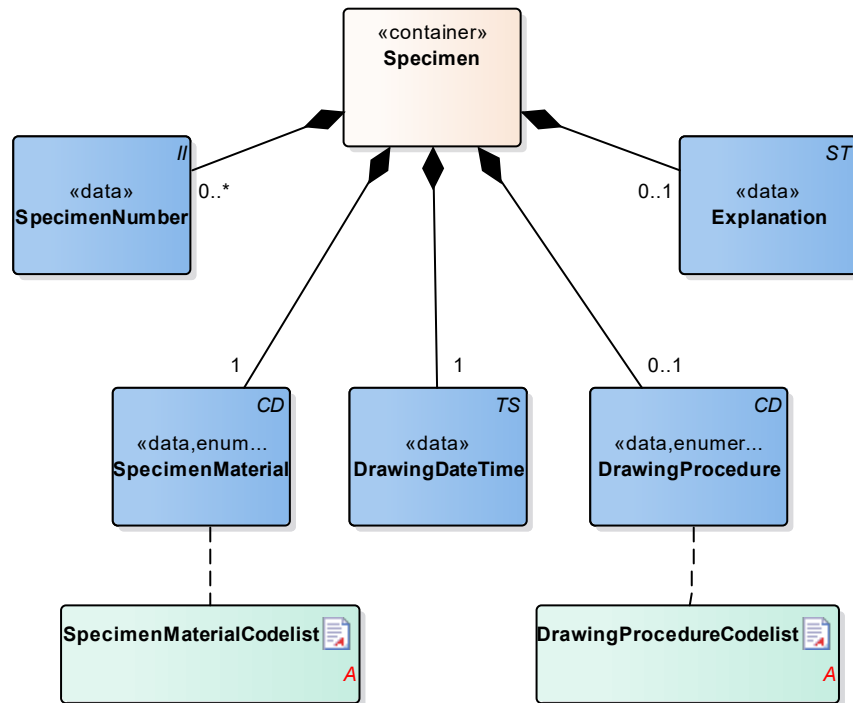 «container»
Specimen
II
«data»
SpecimenNumber
0..*
ST
«data»
Explanation
0..1
1
1
0..1
CD
«data,enum...
SpecimenMaterial
TS
«data»
DrawingDateTime
CD
«data,enumer...
DrawingProcedure
SpecimenMaterialCodelist
A
DrawingProcedureCodelist
A